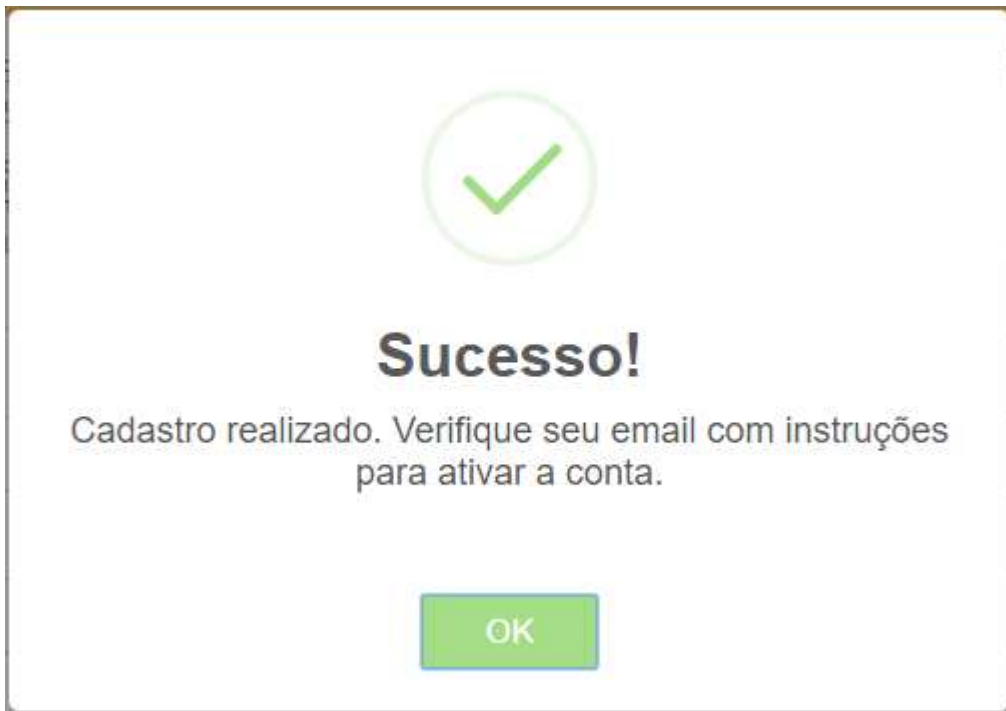 Sucesso!
Cadastro realizado. Verifique seu email com instruções
para ativar a conta.
OK